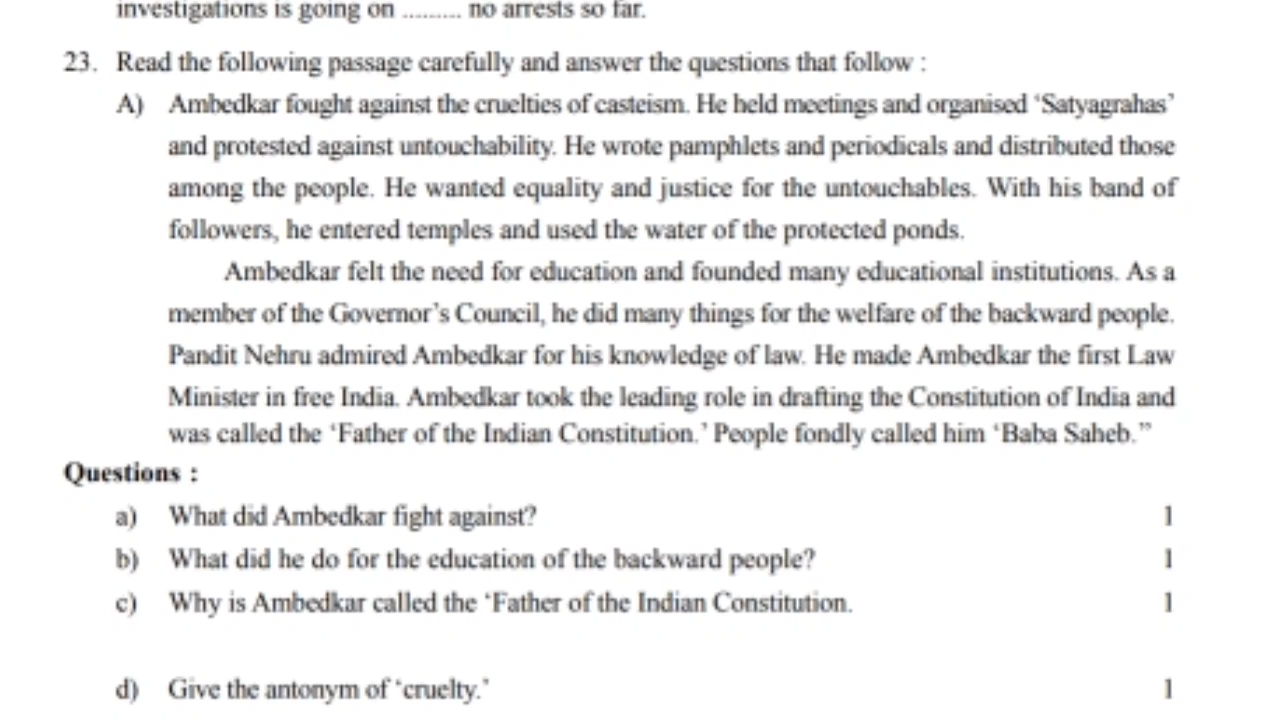 investigations is going on ......... no arrests so far.
23. Read the following passage carefully and answer the questions that follow :
A) Ambedkar fought against the cruelties of casteism. He held meetings and organised ‘Satyagrahas’
and protested against untouchability. He wrote pamphlets and periodicals and distributed those
among the people. He wanted equality and justice for the untouchables. With his band of
followers, he entered temples and used the water of the protected ponds.
Ambedkar felt the need for education and founded many educational institutions. As a
member of the Governor’s Council, he did many things for the welfare of the backward people.
Pandit Nehru admired Ambedkar for his knowledge of law. He made Ambedkar the first Law
Minister in free India. Ambedkar took the leading role in drafting the Constitution of India and
was called the ‘Father of the Indian Constitution.’ People fondly called him ‘Baba Saheb.”
Questions :
a) What did Ambedkar fight against? 1
b) What did he do for the education of the backward people? 1
c) Why is Ambedkar called the ‘Father of the Indian Constitution. 1
d) Give the antonym of ‘cruelty.’ 1